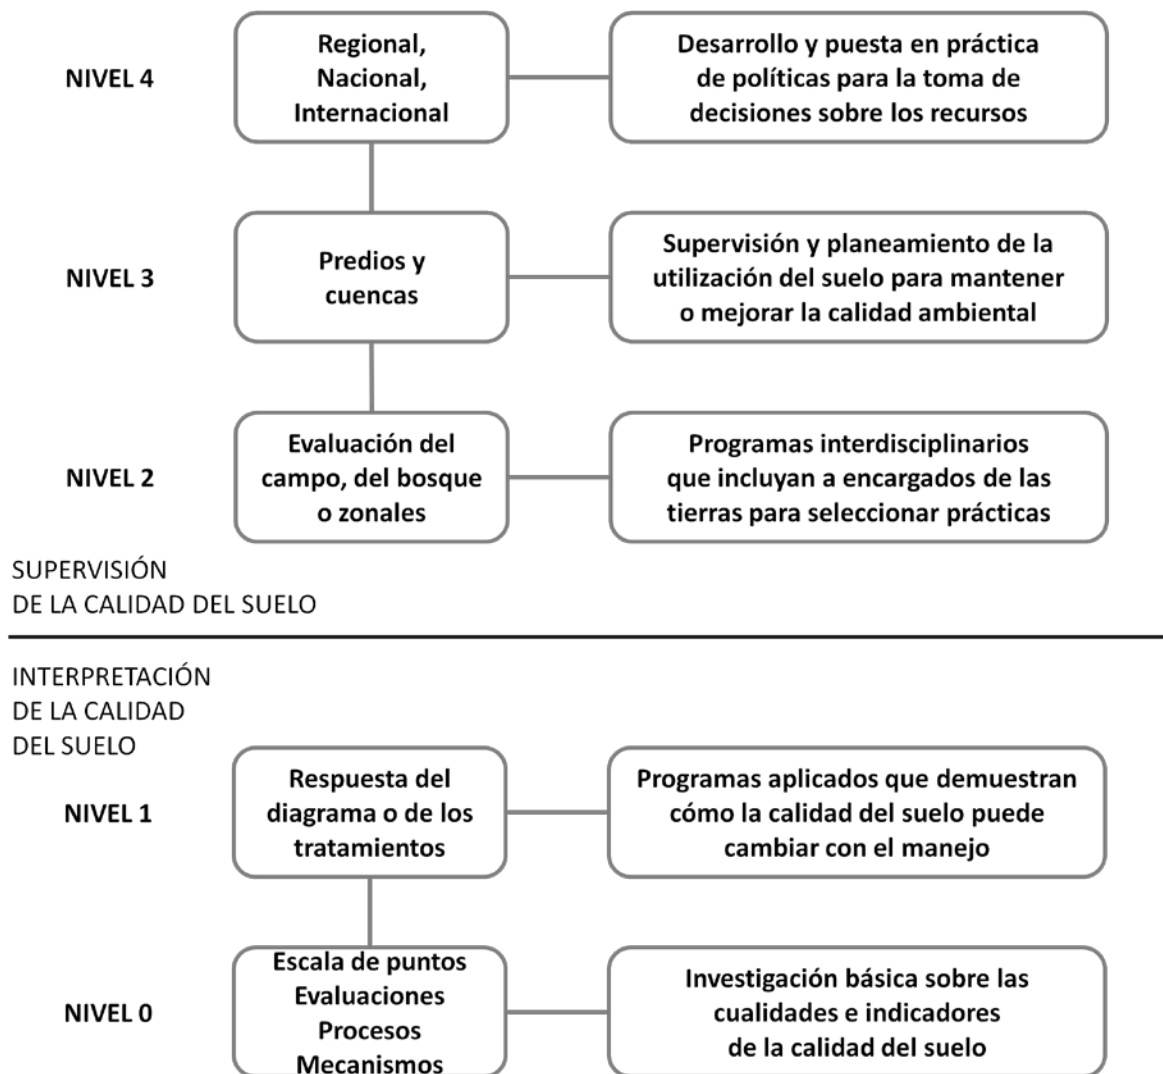 NIVEL 4
Regional,
Nacional,
Internacional
Desarrollo y puesta en práctica
de políticas para la toma de
decisiones sobre los recursos
NIVEL 3
Predios y
cuencas
Supervisión y planeamiento de la
utilización del suelo para mantener
o mejorar la calidad ambiental
NIVEL 2
Evaluación del
campo, del bosque
o zonales
Programas interdisciplinarios
que incluyan a encargados de las
tierras para seleccionar prácticas
SUPERVISIÓN
DE LA CALIDAD DEL SUELO
INTERPRETACIÓN
DE LA CALIDAD
DEL SUELO
NIVEL 1
Respuesta del
diagrama o de los
tratamientos
Programas aplicados que demuestran
cómo la calidad del suelo puede
cambiar con el manejo
NIVEL 0
Escala de puntos
Evaluaciones
Procesos
Mecanismos
Investigación básica sobre las
cualidades e indicadores
de la calidad del suelo